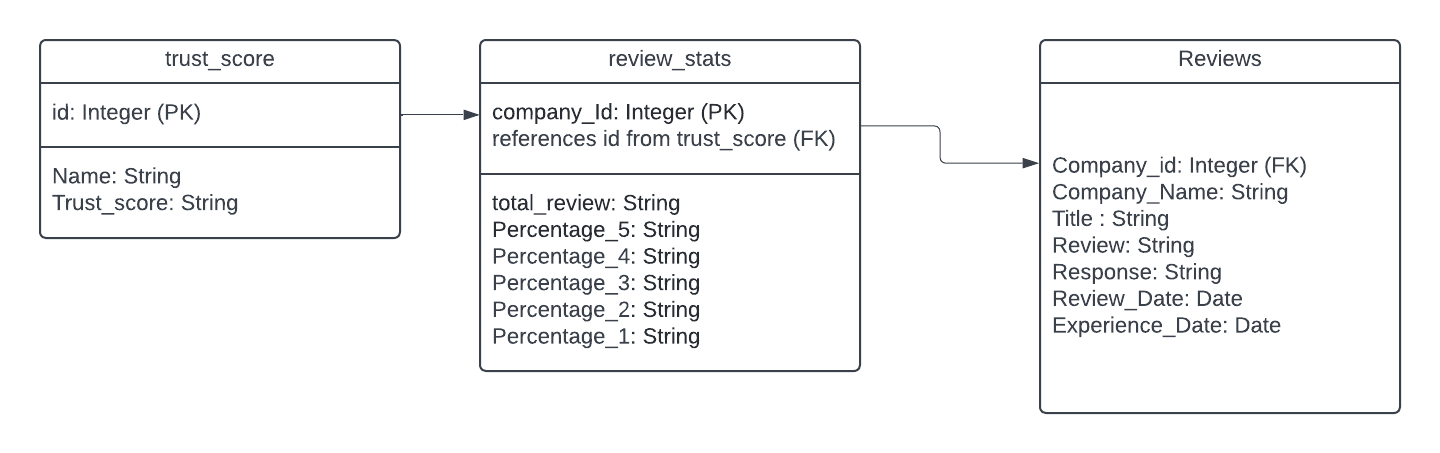 trust_score
id: Integer (PK)
Name: String
Trust_score: String
review_stats
company_Id: Integer (PK)
references id from trust_score (FK)
total_review: String
Percentage_5: String
Percentage_4: String
Percentage_3: String
Percentage_2: String
Percentage_1: String
Reviews
Company_id: Integer (FK)
Company_Name: String
Title : String
Review: String
Response: String
Review_Date: Date
Experience_Date: Date